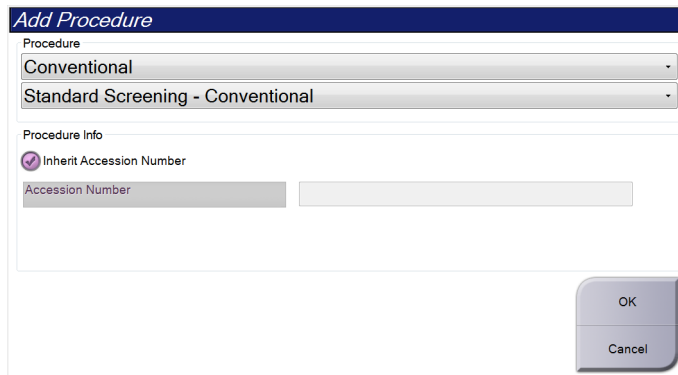 Add Procedure
Procedure
Conventional
Standard Screening - Conventional
Procedure Info
Inherit Accession Number
Accession Number
OK
Cancel